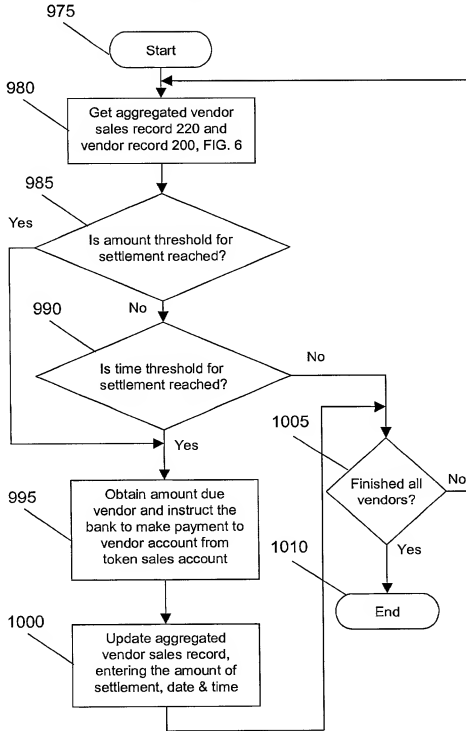 975
Start
980
Get aggregated vendor
sales record 220 and
vendor record 200, FIG. 6
985
Yes
Is amount threshold for
settlement reached?
No
990
Is time threshold for
settlement reached?
No
Yes
1005
Finished all
vendors?
No
Yes
995
Obtain amount due
vendor and instruct the
bank to make payment to
vendor account from
token sales account
1010
End
1000
Update aggregated
vendor sales record,
entering the amount of
settlement, date & time